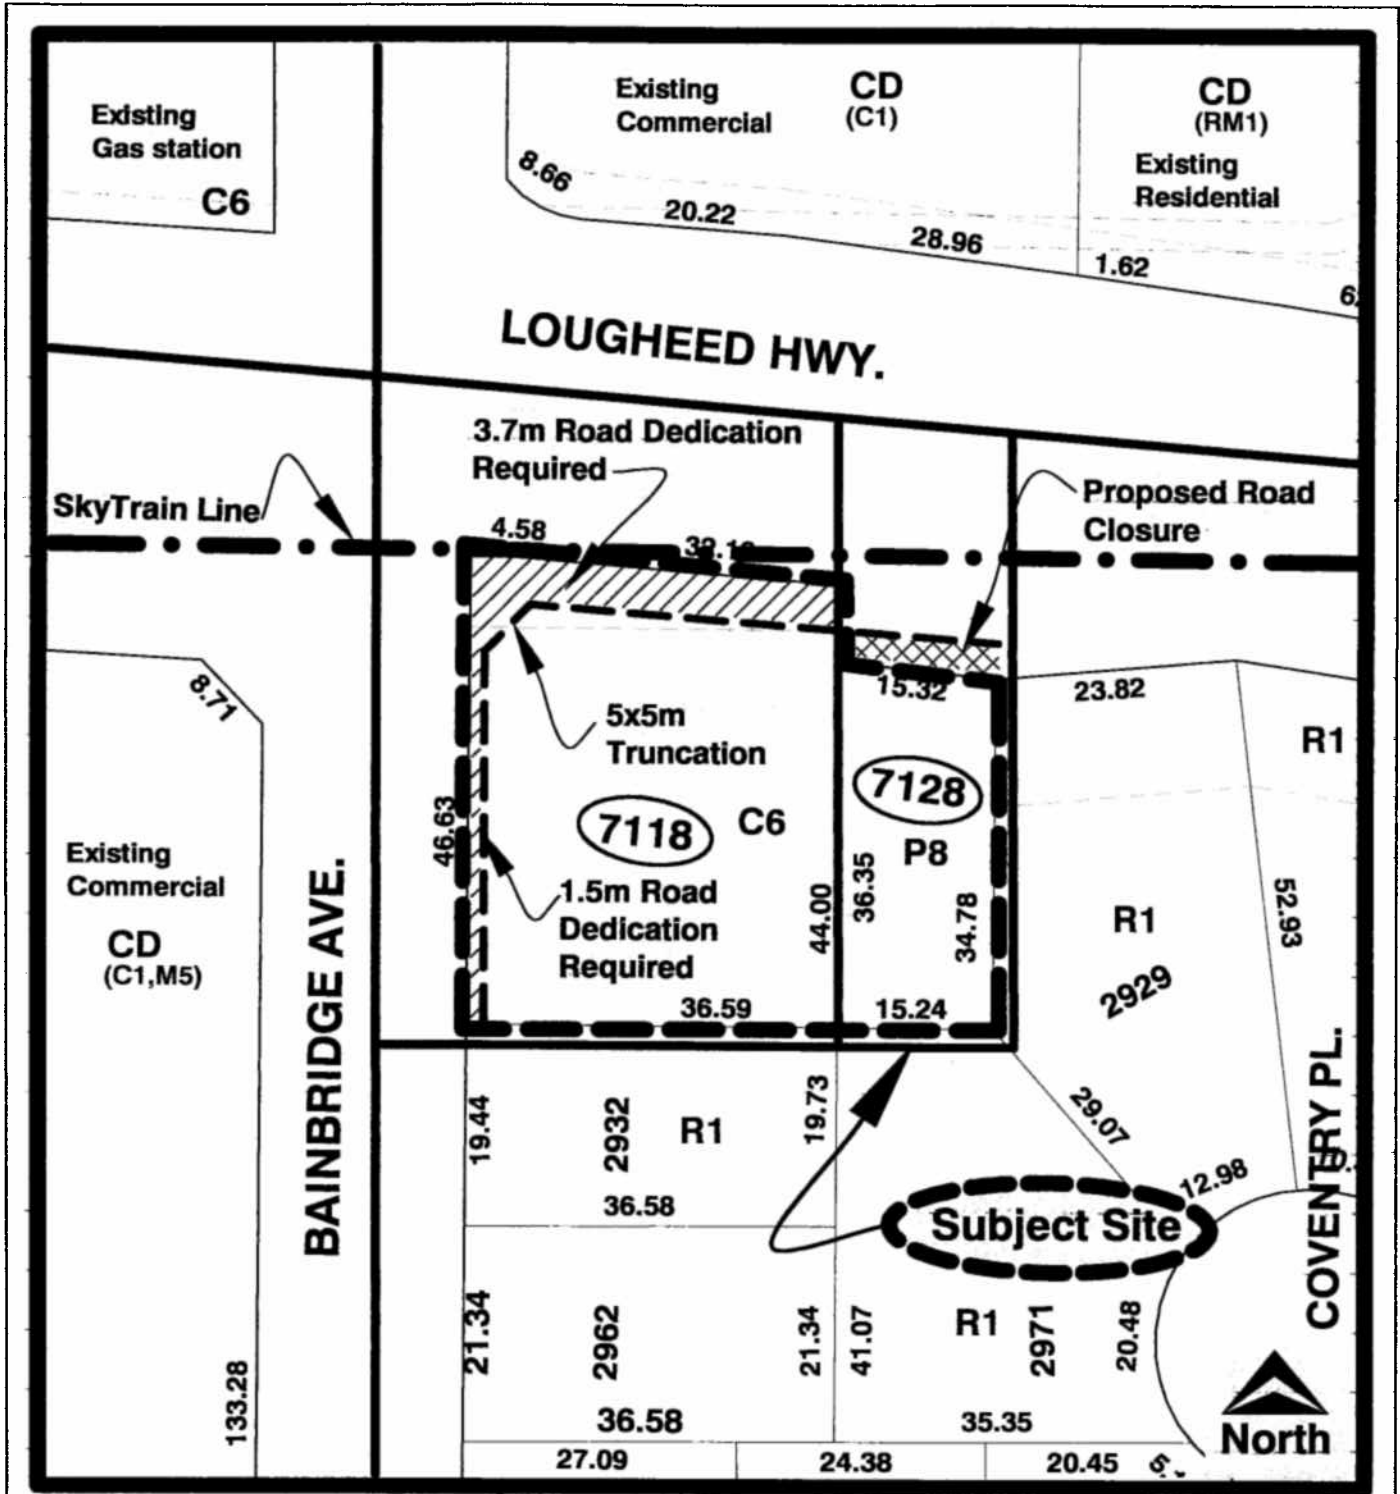 Existing
Gas station
C6
Existing
Commercial
CD
(C1)
CD
(RM1)
Existing
Residential
8.66
20.22
28.96
1.62
LOUGHEED HWY.
3.7m Road Dedication
Required
SkyTrain Line
4.58
Proposed Road
Closure
15.32
23.82
8.71
5x5m
Truncation
R1
7128
7118
C6
P8
46.63
Existing
Commercial
CD
(C1,M5)
BAINBRIDGE AVE.
1.5m Road
Dedication
Required
44.00
36.35
34.78
R1
2929
52.93
36.59
15.24
COVENTRY PL.
19.44
2932
R1
19.73
29.07
36.58
12.98
Subject Site
21.34
2962
21.34
41.07
R1
2971
20.48
133.28
36.58
35.35
North
27.09
24.38
20.45